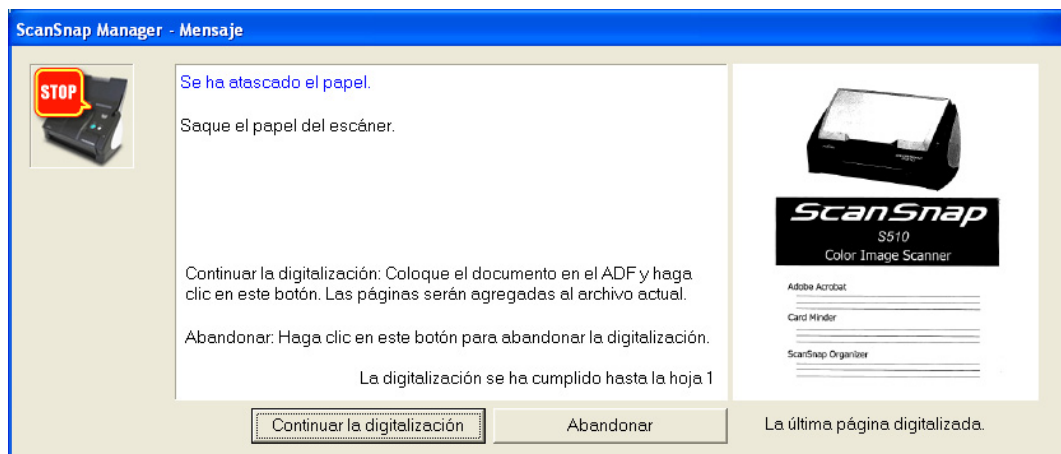 ScanSnap Manager - Mensaje
STOP
Se ha atascado el papel.
Saque el papel del escáner.
Continuar la digitalización: Coloque el documento en el ADF y haga
clic en este botón. Las páginas serán agregadas al archivo actual.
Abandonar: Haga clic en este botón para abandonar la digitalización.
La digitalización se ha cumplido hasta la hoja 1
ScanSnap
S510
Color Image Scanner
Adobe Acrobat
Card Minder
ScanSnap Organizer
Continuar la digitalización
Abandonar
La última página digitalizada.